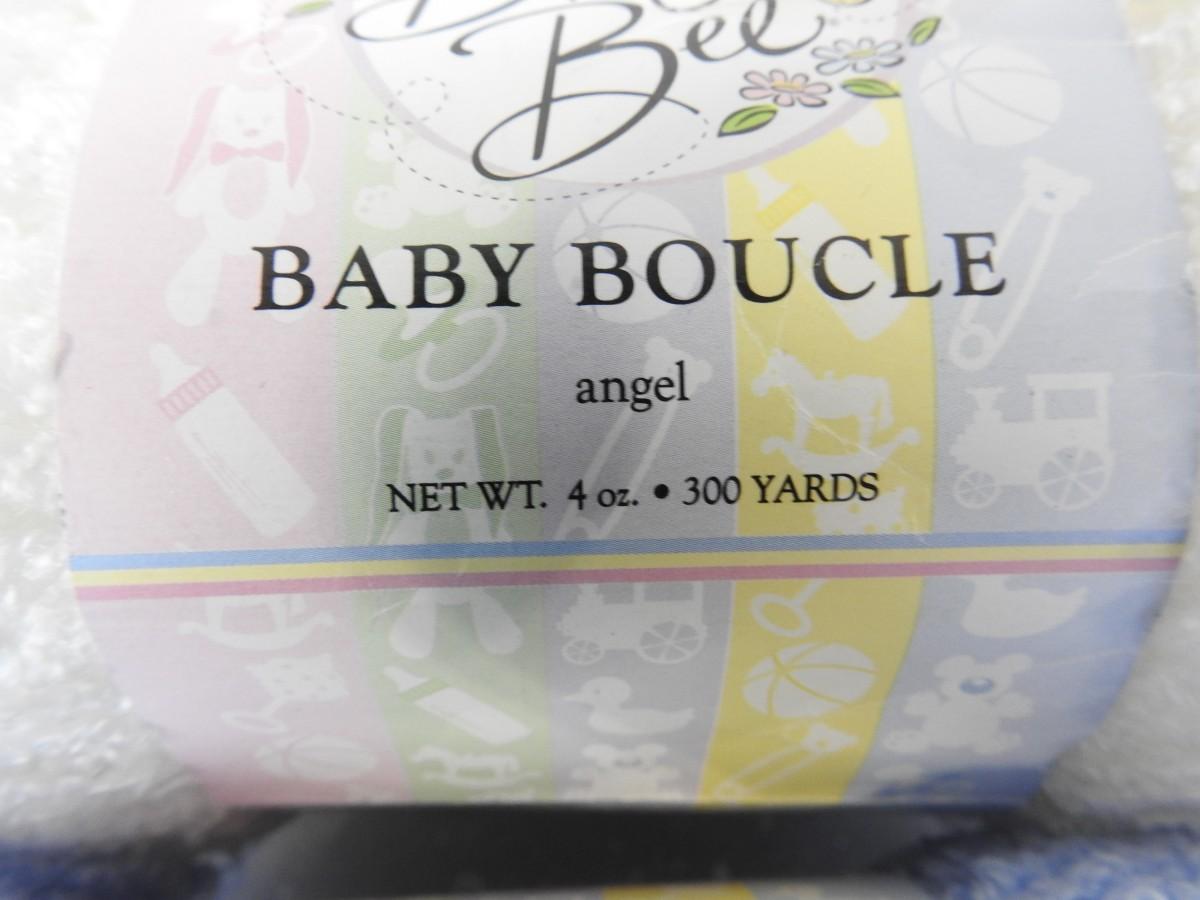 Bee
BABY BOUCLE
angel
NET WT. 4 oz. • 300 YARDS